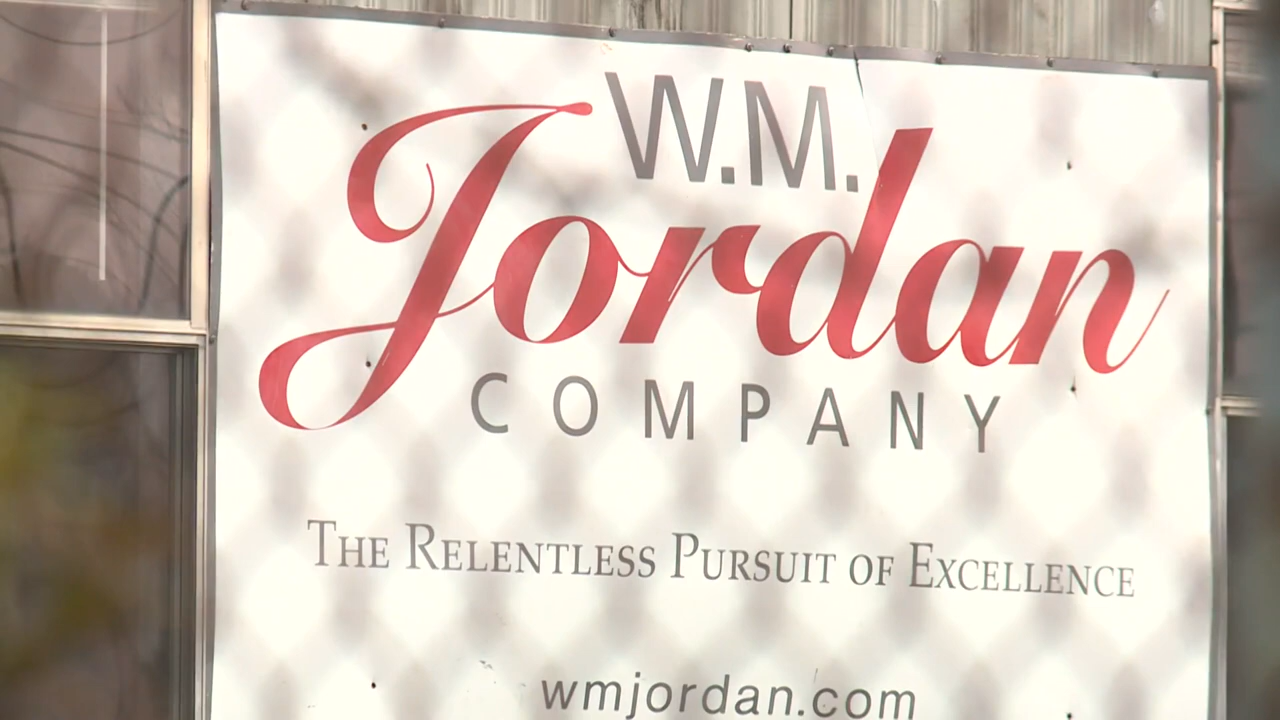 W.M.
Jordan
COMPANY
THE RELENTLESS PURSUIT OF EXCELLENCE
wmjordan.com